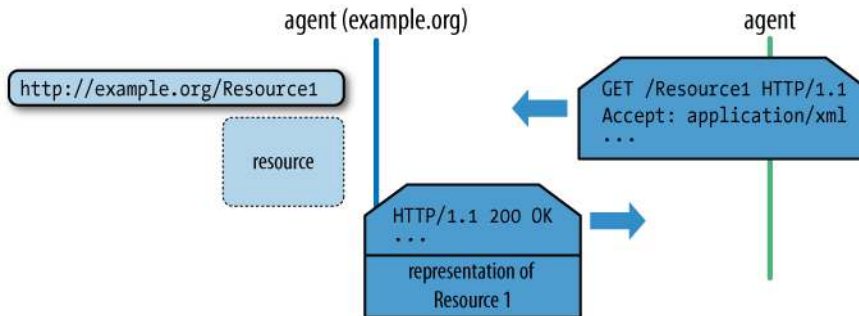 agent (example.org)
agent
http://example.org/Resource1
GET /Resource1 HTTP/1.1
Accept: application/xml
...
resource
HTTP/1.1 200 OK
...
representation of
Resource 1